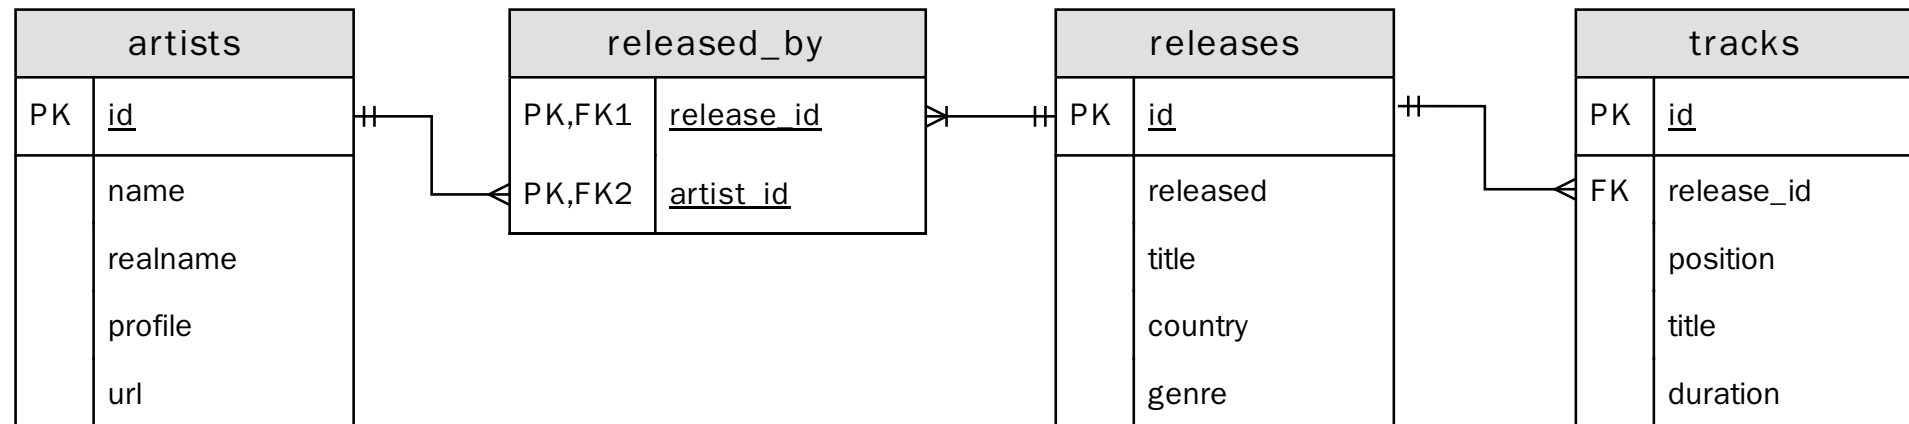 artists
PK id
name
realname
profile
url
released_by
PK,FK1 release_id
PK,FK2 artist_id
releases
PK id
released
title
country
genre
tracks
PK id
FK release_id
position
title
duration